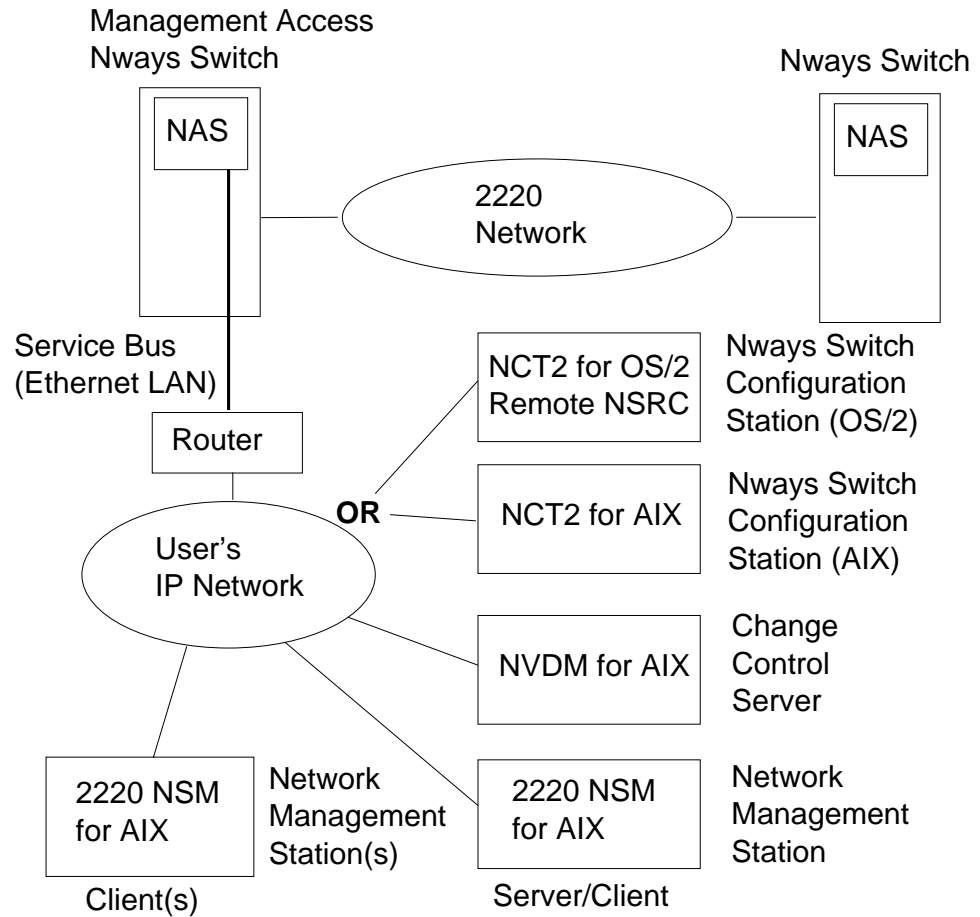 Management Access
Nways Switch
Nways Switch
NAS
NAS
2220
Network
Service Bus
(Ethernet LAN)
NCT2 for OS/2
Remote NSRC
Nways Switch
Configuration
Station (OS/2)
Router
OR
NCT2 for AIX
Nways Switch
Configuration
Station (AIX)
User's
IP Network
NVDM for AIX
Change
Control
Server
2220 NSM
for AIX
Network
Management
Station(s)
Client(s)
2220 NSM
for AIX
Network
Management
Station
Server/Client